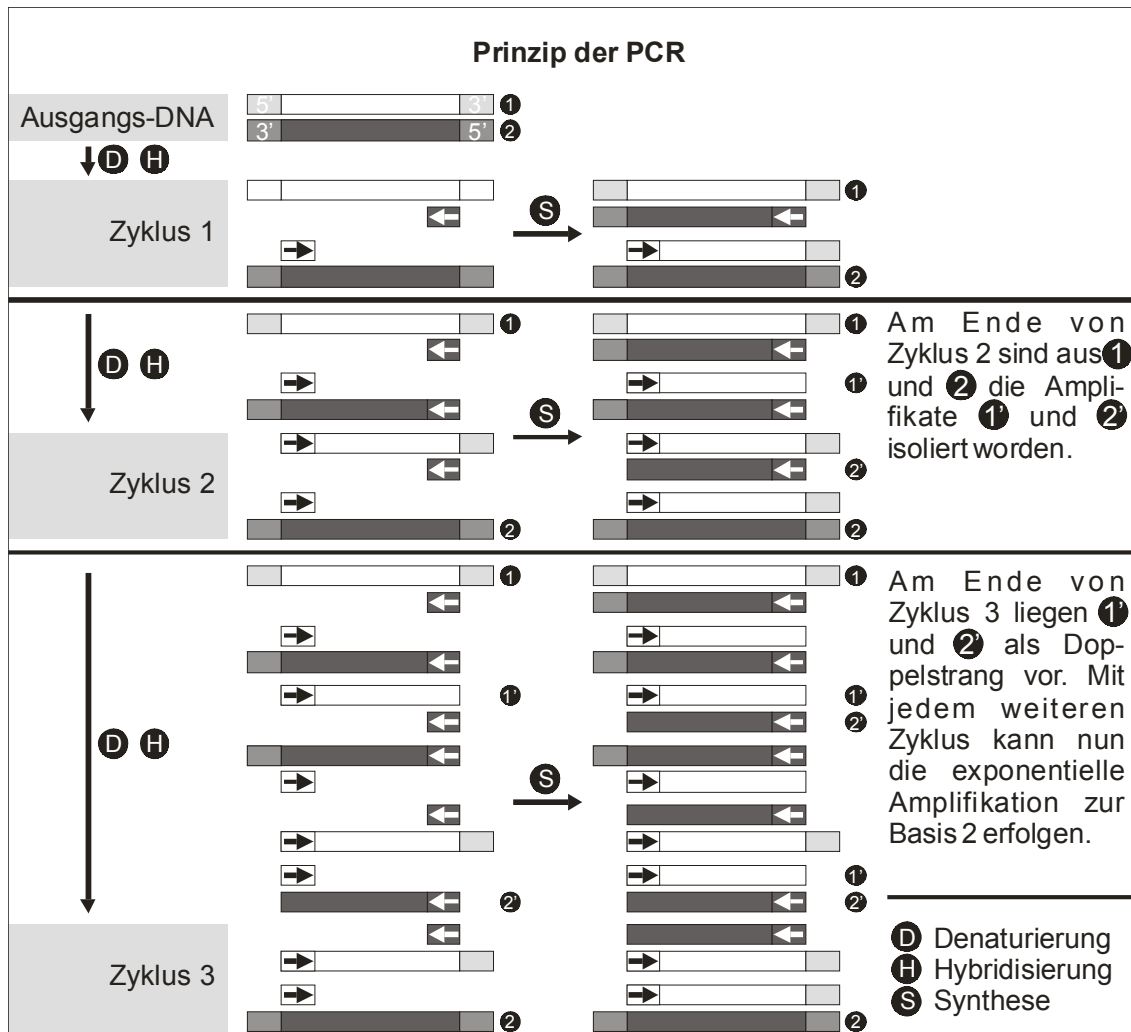 Prinzip der PCR
Ausgangs-DNA
5' 3' 1
3' 5' 2
D H
Zyklus 1
S
1
2
D H
Zyklus 2
1
2
S
1
1'
2'
2
Am Ende von
Zyklus 2 sind aus 1
und 2 die Ampli-
fikate 1' und 2'
isoliert worden.
D H
Zyklus 3
1
1'
2'
2
S
1
1'
2'
1'
2'
2
Am Ende von
Zyklus 3 liegen 1'
und 2' als Dop-
pelstrang vor. Mit
jedem weiteren
Zyklus kann nun
die exponentielle
Amplifikation zur
Basis 2 erfolgen.
D Denaturierung
H Hybridisierung
S Synthese